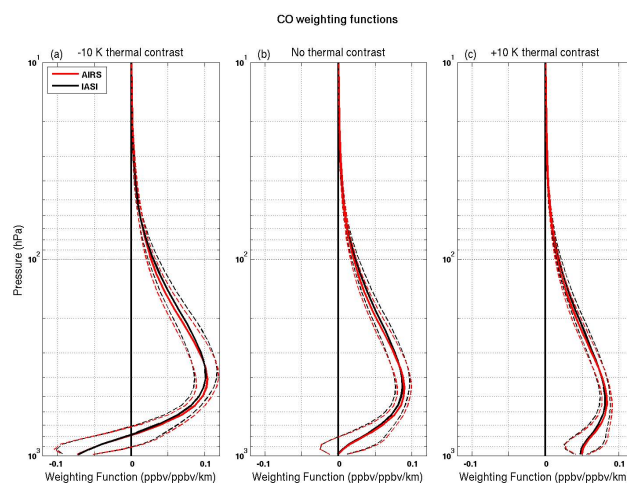 CO weighting functions
(a) -10 K thermal contrast
(b) No thermal contrast
(c) +10 K thermal contrast
AIRS
IASI
Pressure (hPa)
10^1
10^2
10^3
10^1
10^2
10^3
10^1
10^2
10^3
-0.1 0 0.1
-0.1 0 0.1
-0.1 0 0.1
Weighting Function (ppbv/ppbv/km)
Weighting Function (ppbv/ppbv/km)
Weighting Function (ppbv/ppbv/km)